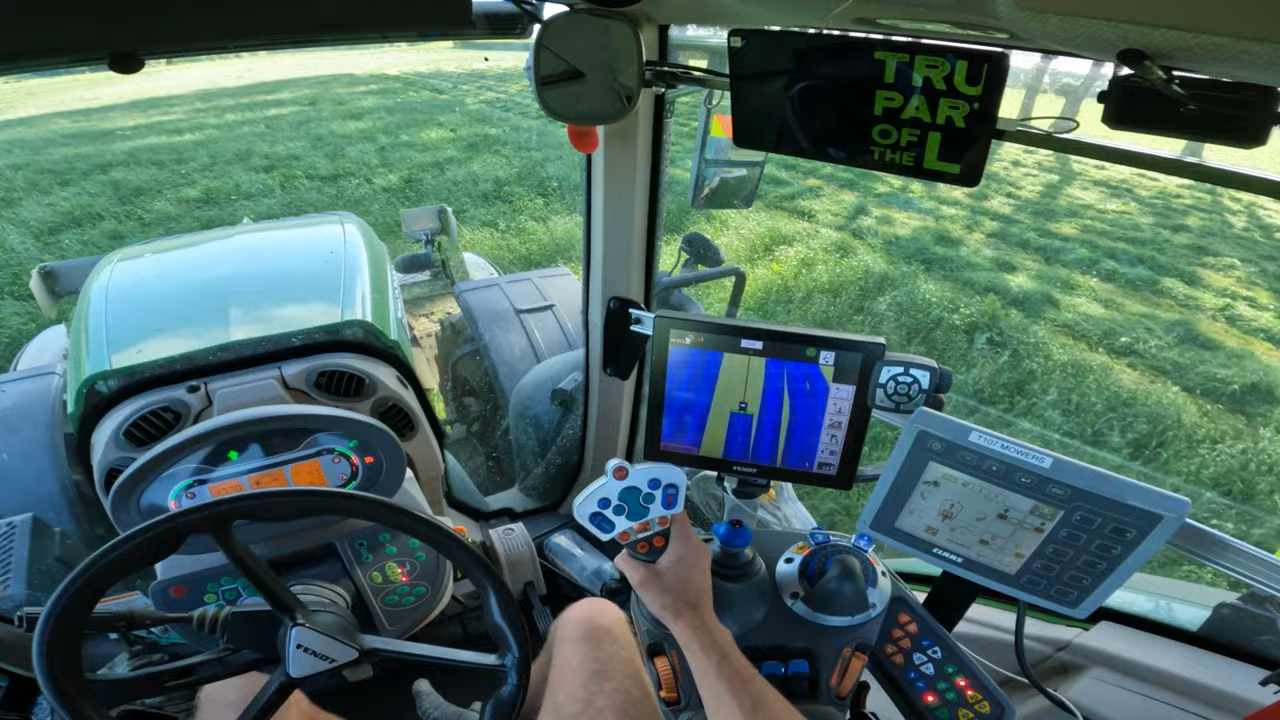 TRU
PAR
OF
THE L
FENDT
T107 MOWERS
CLAAS
FENDT